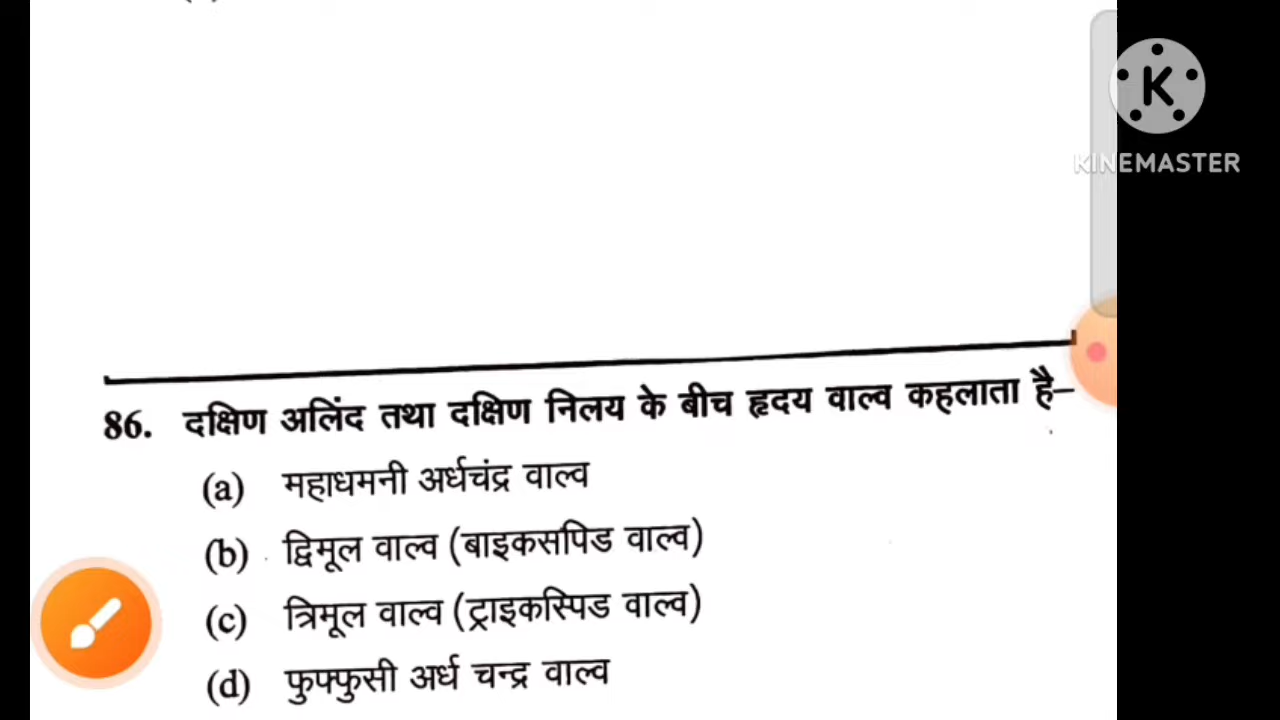 K
KINEMASTER
86. दक्षिण अलिंद तथा दक्षिण निलय के बीच हृदय वाल्व कहलाता है–
(a) महाधमनी अर्धचंद्र वाल्व
(b) द्विमूल वाल्व (बाइकसपिड वाल्व)
(c) त्रिमूल वाल्व (ट्राइकस्पिड वाल्व)
(d) फुफ्फुसी अर्ध चन्द्र वाल्व